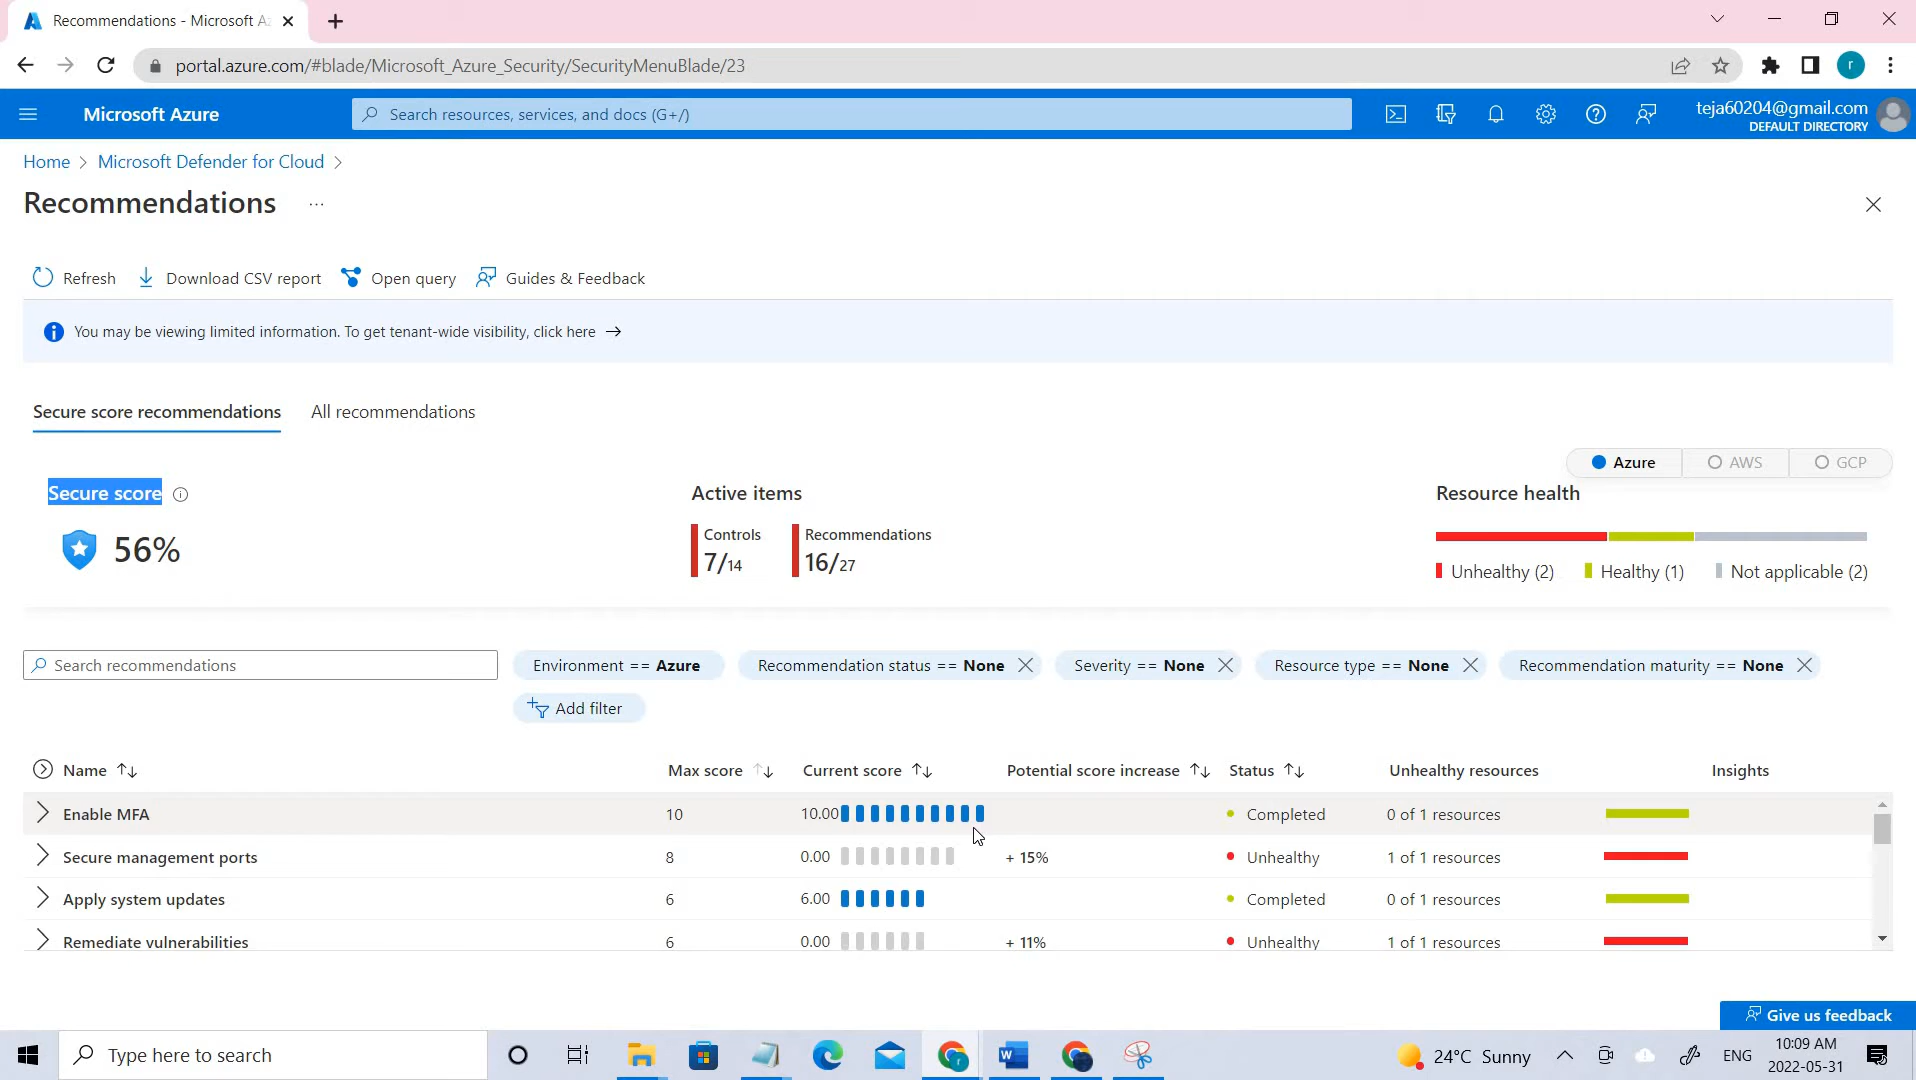 Recommendations - Microsoft A
portal.azure.com/#blade/Microsoft_Azure_Security/SecurityMenuBlade/23
r
Microsoft Azure
Search resources, services, and docs (G+/)
teja60204@gmail.com
DEFAULT DIRECTORY
Home > Microsoft Defender for Cloud >
Recommendations ...
Refresh Download CSV report Open query Guides & Feedback
You may be viewing limited information. To get tenant-wide visibility, click here →
Secure score recommendations All recommendations
Azure AWS GCP
Secure score Active items Resource health
Controls Recommendations
56% 7/14 16/27
Unhealthy (2) Healthy (1) Not applicable (2)
Search recommendations Environment == Azure Recommendation status == None Severity == None Resource type == None Recommendation maturity == None
Add filter
Name Max score Current score Potential score increase Status Unhealthy resources Insights
Enable MFA 10 10.00 Completed 0 of 1 resources
Secure management ports 8 0.00 + 15% Unhealthy 1 of 1 resources
Apply system updates 6 6.00 Completed 0 of 1 resources
Remediate vulnerabilities 6 0.00 + 11% Unhealthy 1 of 1 resources
Give us feedback
Type here to search
24°C Sunny ENG 10:09 AM
2022-05-31